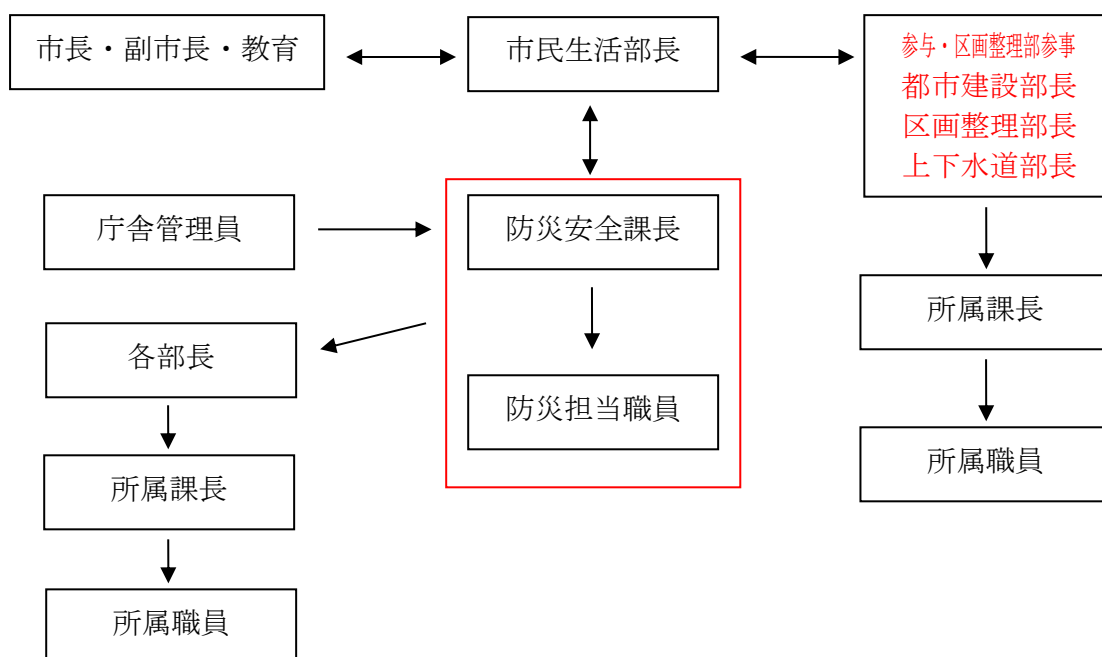 市長・副市長・教育
市民生活部長
参与・区画整理部参事
都市建設部長
区画整理部長
上下水道部長
庁舎管理員
防災安全課長
所属課長
各部長
防災担当職員
所属職員
所属課長
所属職員